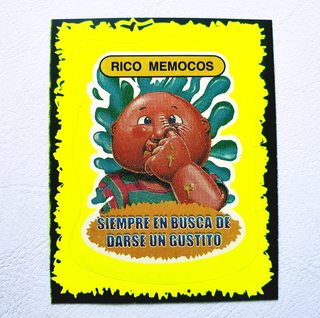 RICO MEMOCOS
SIEMPRE EN BUSCA DE
DARSE UN GUSTITO